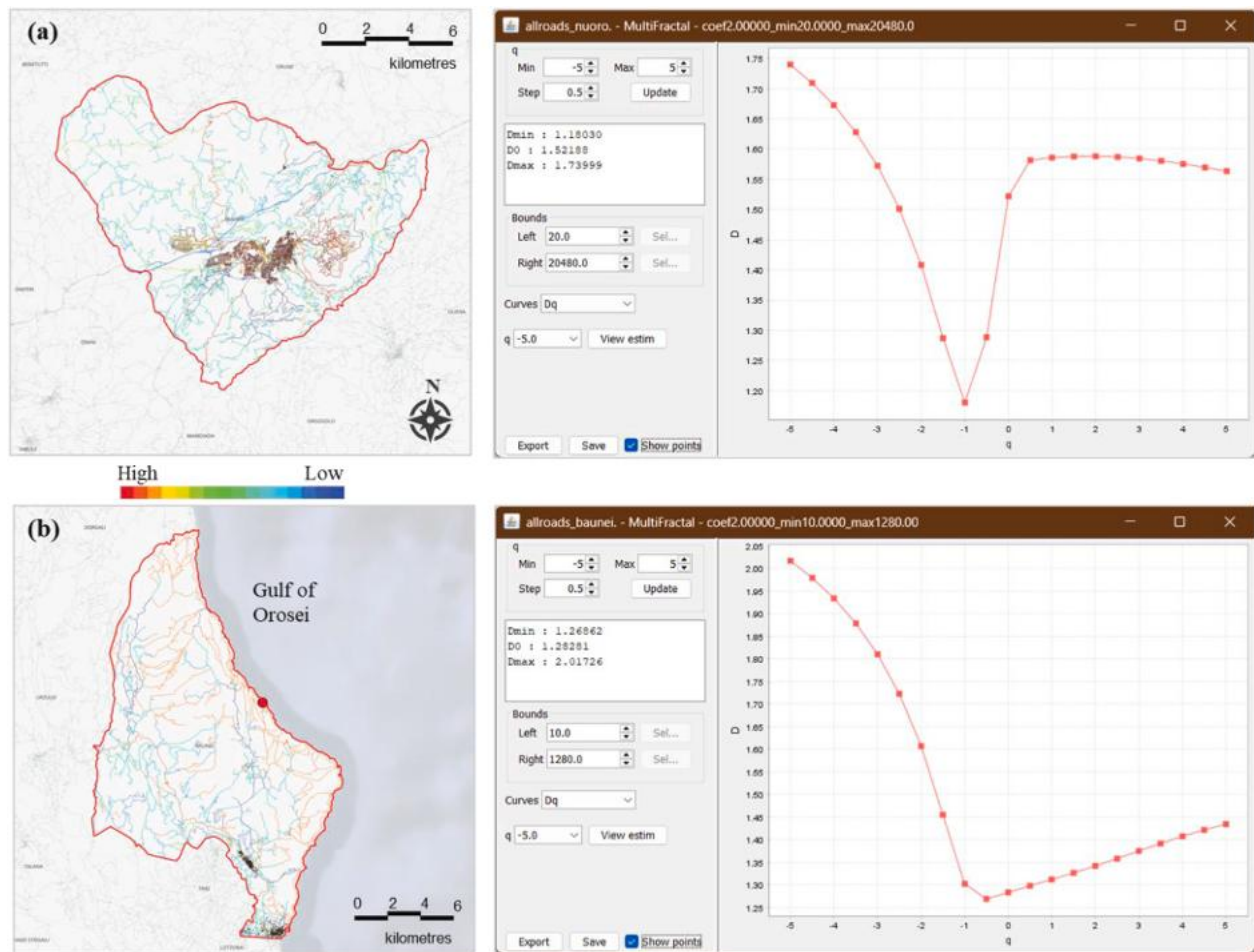 (a)
0 2 4 6
kilometres
N
High Low
allroads_nuoro. - MultiFractal - coef2.00000_min20.0000_max20480.0
q
Min -5 Max 5
Step 0.5 Update
Dmin : 1.18030
D0 : 1.52188
Dmax : 1.73999
Bounds
Left 20.0 Sel...
Right 20480.0 Sel...
Curves Dq
q -5.0 View estim
Export Save Show points
D
1.75
1.70
1.65
1.60
1.55
1.50
1.45
1.40
1.35
1.30
1.25
1.20
-5 -4 -3 -2 -1 0 1 2 3 4 5
q
(b)
Gulf of
Orosei
0 2 4 6
kilometres
allroads_baunei. - MultiFractal - coef2.00000_min10.0000_max1280.00
q
Min -5 Max 5
Step 0.5 Update
Dmin : 1.26862
D0 : 1.28281
Dmax : 2.01726
Bounds
Left 10.0 Sel...
Right 1280.0 Sel...
Curves Dq
q -5.0 View estim
Export Save Show points
D
2.05
2.00
1.95
1.90
1.85
1.80
1.75
1.70
1.65
1.60
1.55
1.50
1.45
1.40
1.35
1.30
1.25
-5 -4 -3 -2 -1 0 1 2 3 4 5
q